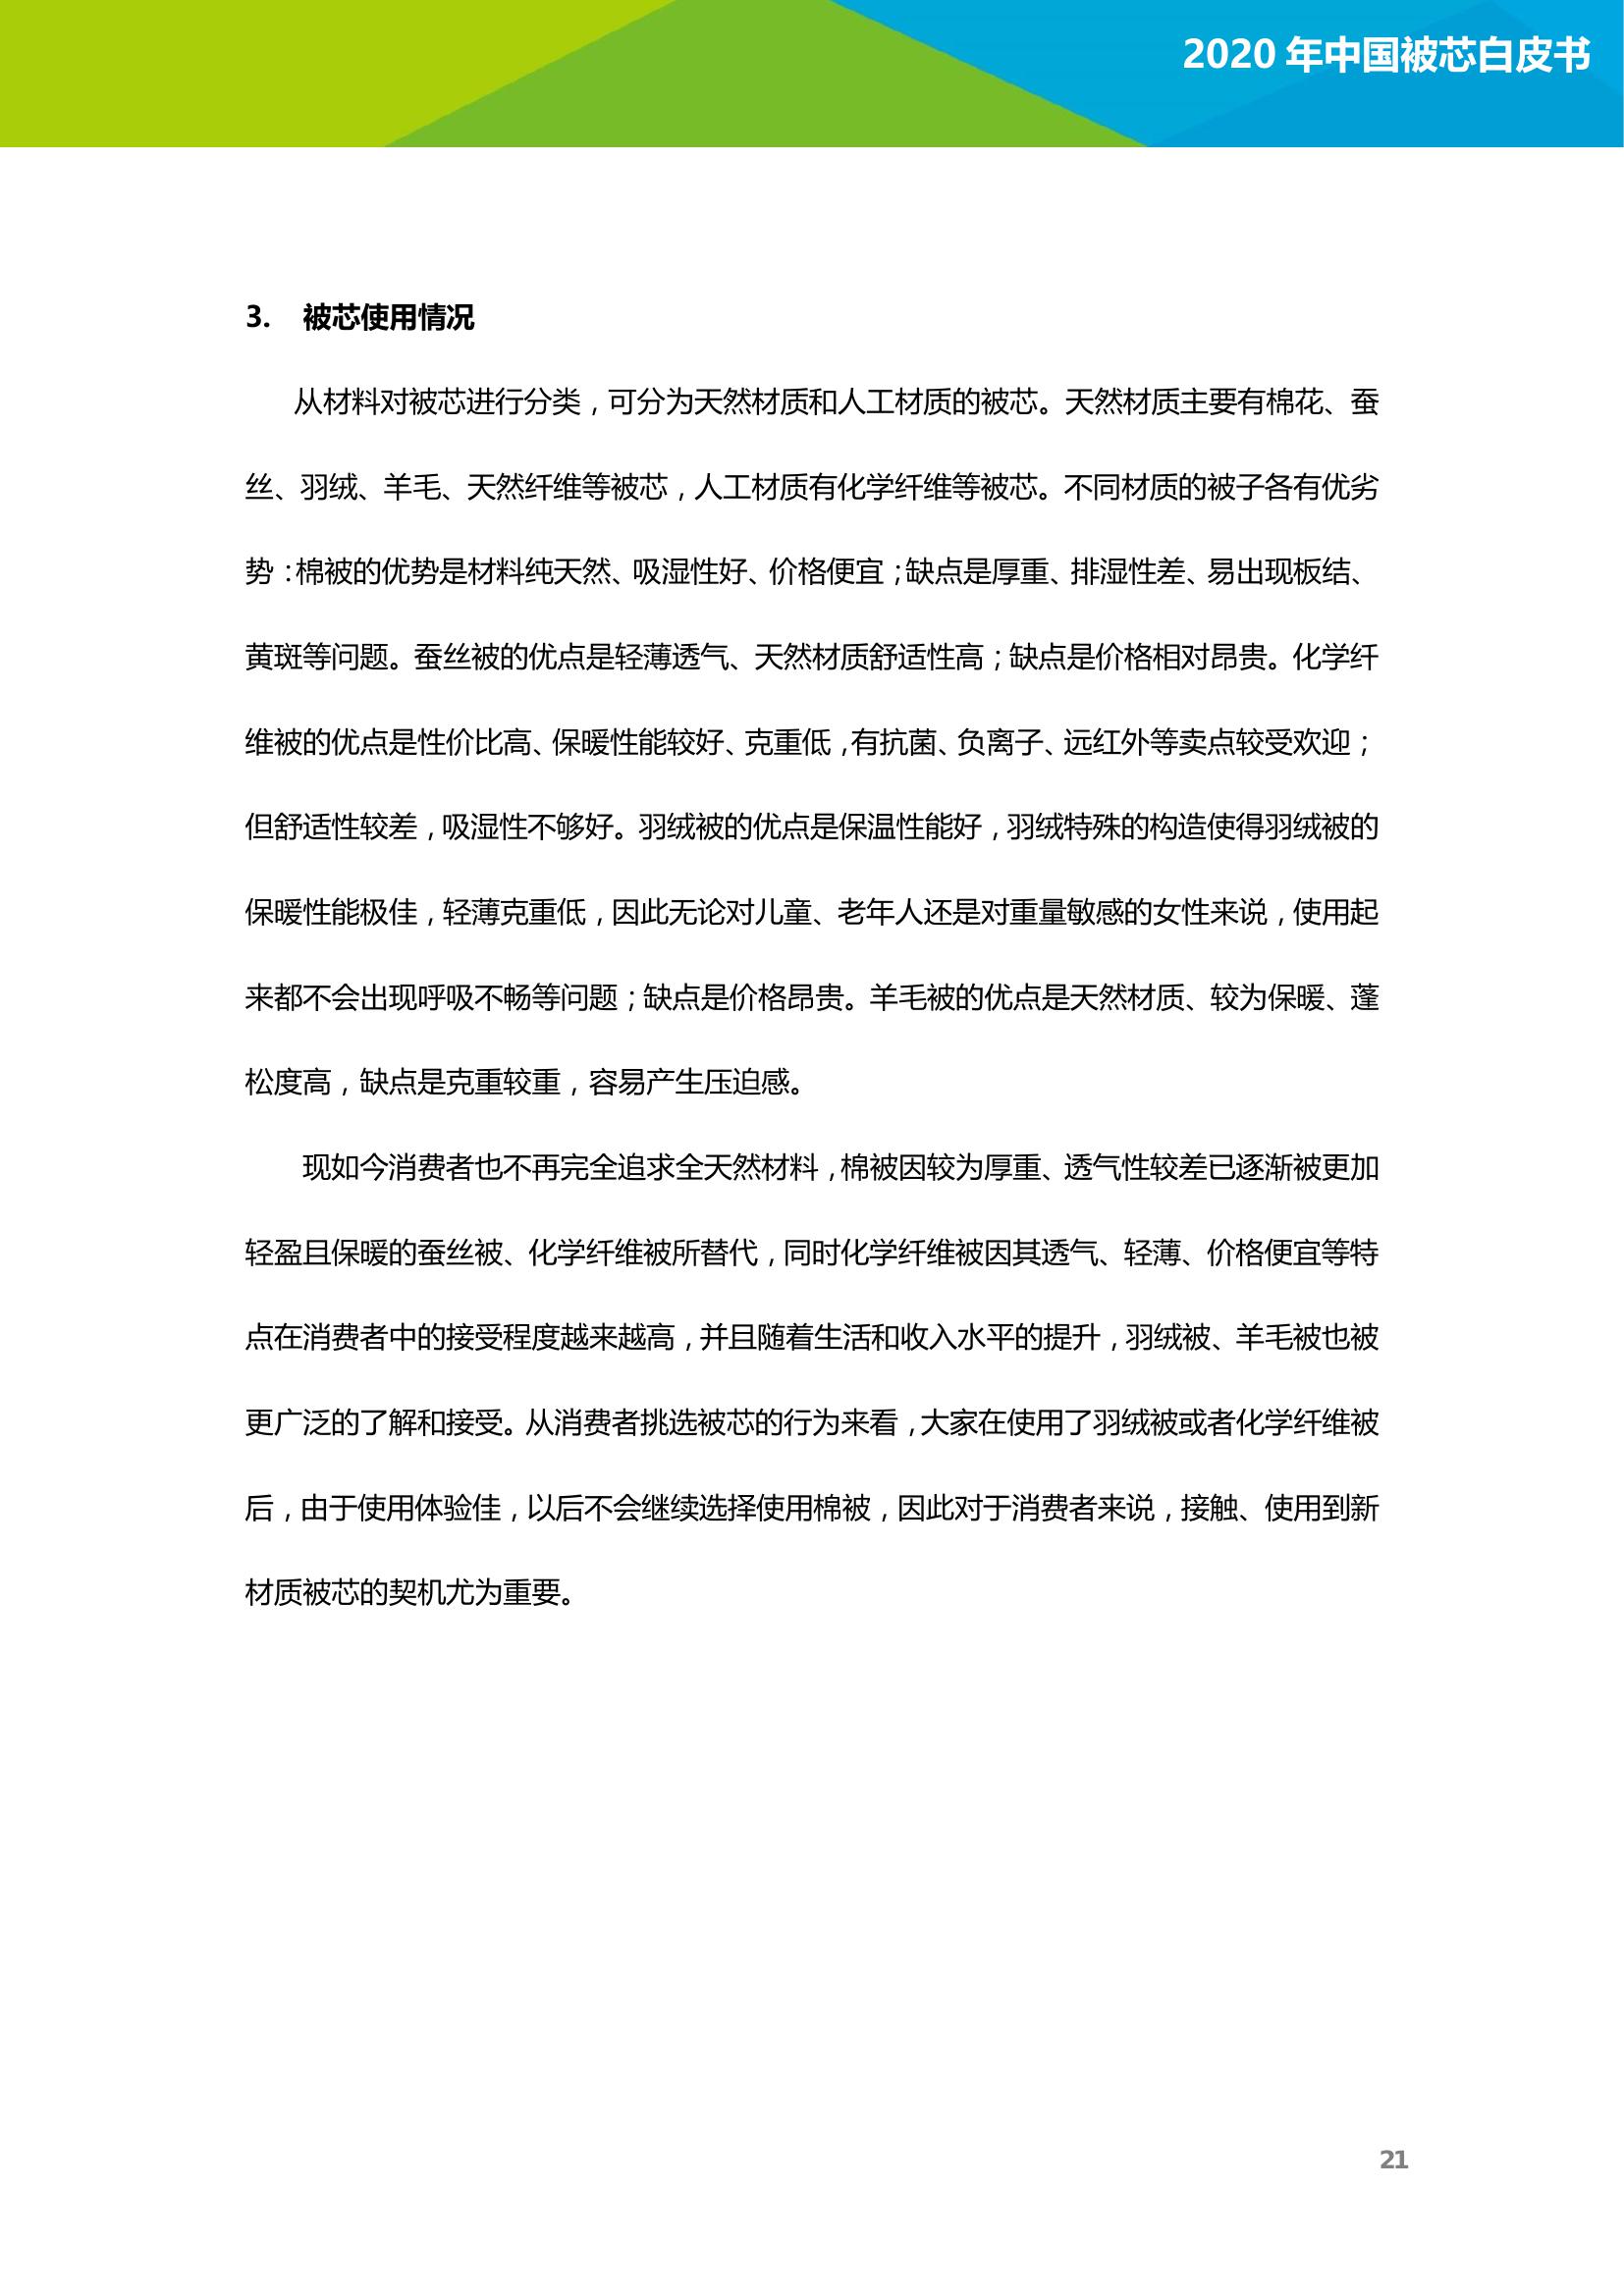 2020 年中国被芯白皮书
3. 被芯使用情况
从材料对被芯进行分类，可分为天然材质和人工材质的被芯。天然材质主要有棉花、蚕
丝、羽绒、羊毛、天然纤维等被芯，人工材质有化学纤维等被芯。不同材质的被子各有优劣
势：棉被的优势是材料纯天然、吸湿性好、价格便宜；缺点是厚重、排湿性差、易出现板结、
黄斑等问题。蚕丝被的优点是轻薄透气、天然材质舒适性高；缺点是价格相对昂贵。化学纤
维被的优点是性价比高、保暖性能较好、克重低，有抗菌、负离子、远红外等卖点较受欢迎；
但舒适性较差，吸湿性不够好。羽绒被的优点是保温性能好，羽绒特殊的构造使得羽绒被的
保暖性能极佳，轻薄克重低，因此无论对儿童、老年人还是对重量敏感的女性来说，使用起
来都不会出现呼吸不畅等问题；缺点是价格昂贵。羊毛被的优点是天然材质、较为保暖、蓬
松度高，缺点是克重较重，容易产生压迫感。
现如今消费者也不再完全追求全天然材料，棉被因较为厚重、透气性较差已逐渐被更加
轻盈且保暖的蚕丝被、化学纤维被所替代，同时化学纤维被因其透气、轻薄、价格便宜等特
点在消费者中的接受程度越来越高，并且随着生活和收入水平的提升，羽绒被、羊毛被也被
更广泛的了解和接受。从消费者挑选被芯的行为来看，大家在使用了羽绒被或者化学纤维被
后，由于使用体验佳，以后不会继续选择使用棉被，因此对于消费者来说，接触、使用到新
材质被芯的契机尤为重要。
21